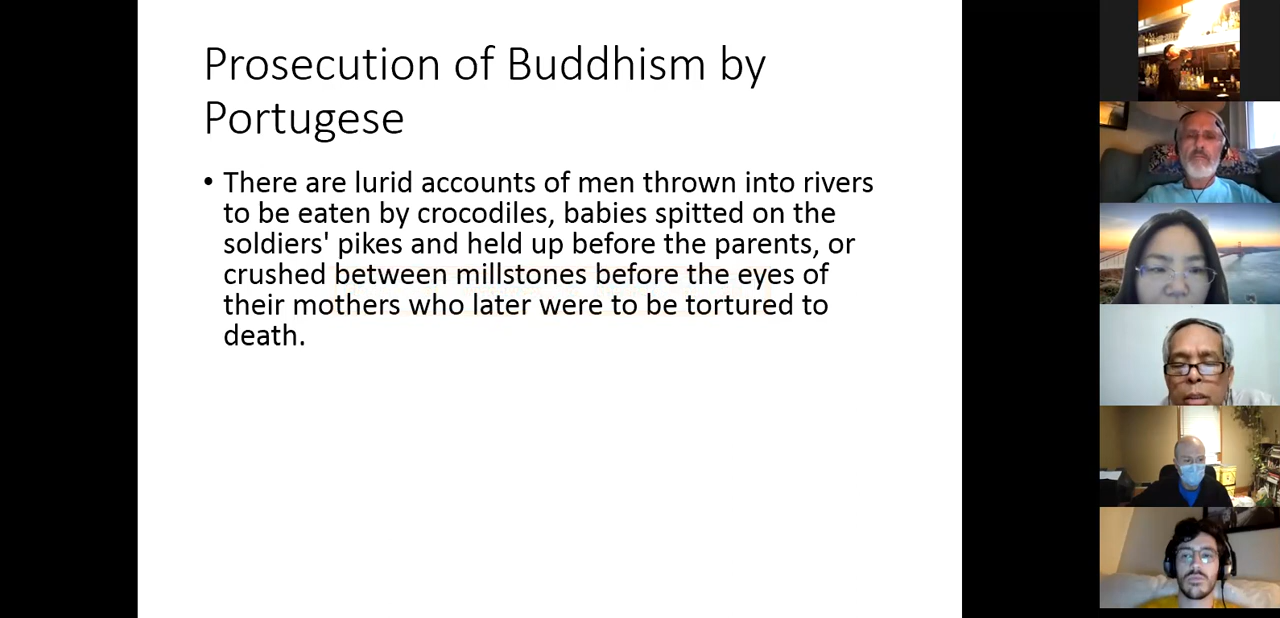 Prosecution of Buddhism by
Portugese
• There are lurid accounts of men thrown into rivers
to be eaten by crocodiles, babies spitted on the
soldiers' pikes and held up before the parents, or
crushed between millstones before the eyes of
their mothers who later were to be tortured to
death.